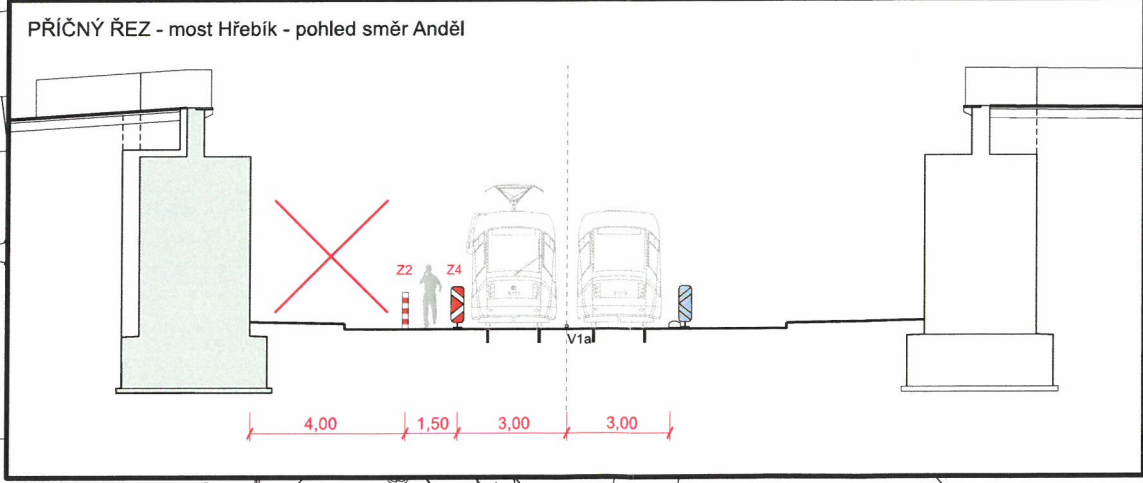 PŘÍČNÝ ŘEZ - most Hřebík - pohled směr Anděl
Z2 Z4
V1a
4,00 1,50 3,00 3,00